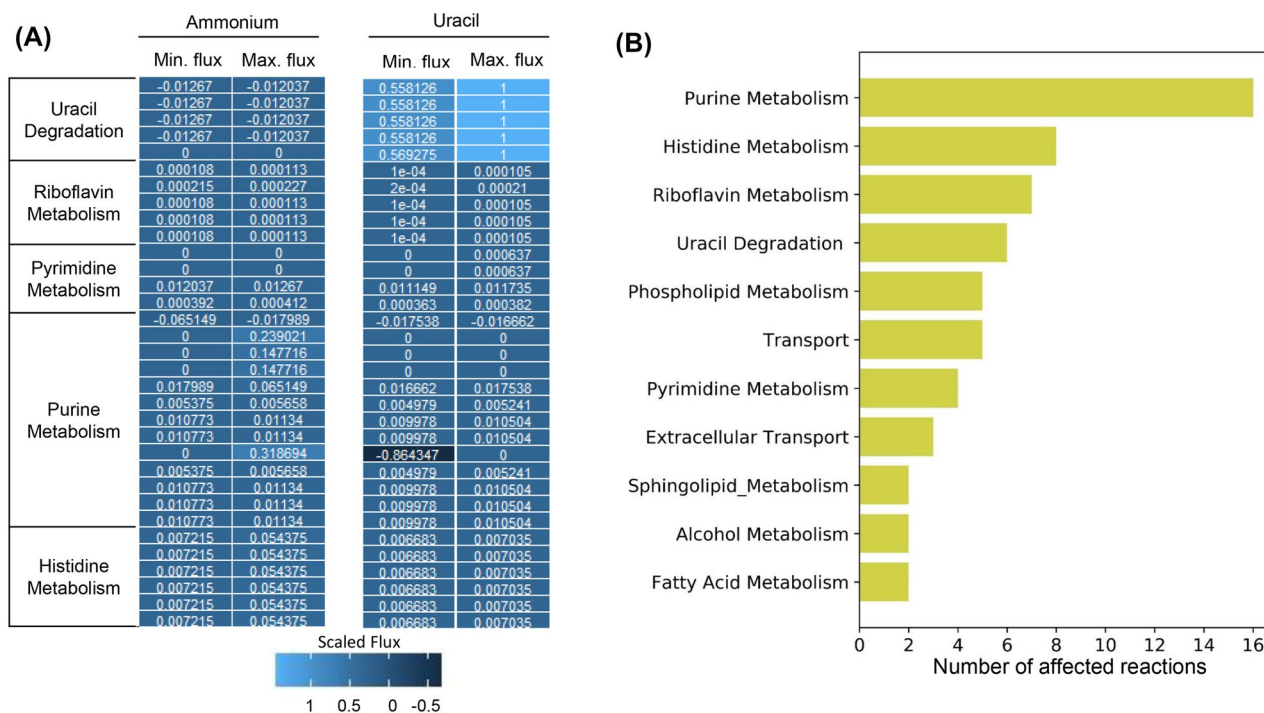 (A)
Ammonium
Uracil
Min. flux Max. flux Min. flux Max. flux
Uracil
Degradation
-0.01267 -0.012037 0.558126 1
-0.01267 -0.012037 0.558126 1
-0.01267 -0.012037 0.558126 1
-0.01267 -0.012037 0.558126 1
0 0 0.569275 1
Riboflavin
Metabolism
0.000108 0.000113 1e-04 0.000105
0.000215 0.000227 2e-04 0.00021
0.000108 0.000113 1e-04 0.000105
0.000108 0.000113 1e-04 0.000105
0.000108 0.000113 1e-04 0.000105
Pyrimidine
Metabolism
0 0 0 0.000637
0 0 0 0.000637
0.012037 0.01267 0.011149 0.011735
0.000392 0.000412 0.000363 0.000382
Purine
Metabolism
-0.065149 -0.017989 -0.017538 -0.016662
0 0.239021 0 0
0 0.147716 0 0
0 0.147716 0 0
0.017989 0.065149 0.016662 0.017538
0.005375 0.005658 0.004979 0.005241
0.010773 0.01134 0.009978 0.010504
0.010773 0.01134 0.009978 0.010504
0 0.318694 -0.864347 0
0.005375 0.005658 0.004979 0.005241
0.010773 0.01134 0.009978 0.010504
0.010773 0.01134 0.009978 0.010504
0.010773 0.01134 0.009978 0.010504
Histidine
Metabolism
0.007215 0.054375 0.006683 0.007035
0.007215 0.054375 0.006683 0.007035
0.007215 0.054375 0.006683 0.007035
0.007215 0.054375 0.006683 0.007035
0.007215 0.054375 0.006683 0.007035
0.007215 0.054375 0.006683 0.007035
Scaled Flux
1 0.5 0 -0.5
(B)
Purine Metabolism
Histidine Metabolism
Riboflavin Metabolism
Uracil Degradation
Phospholipid Metabolism
Transport
Pyrimidine Metabolism
Extracellular Transport
Sphingolipid_Metabolism
Alcohol Metabolism
Fatty Acid Metabolism
0 2 4 6 8 10 12 14 16
Number of affected reactions